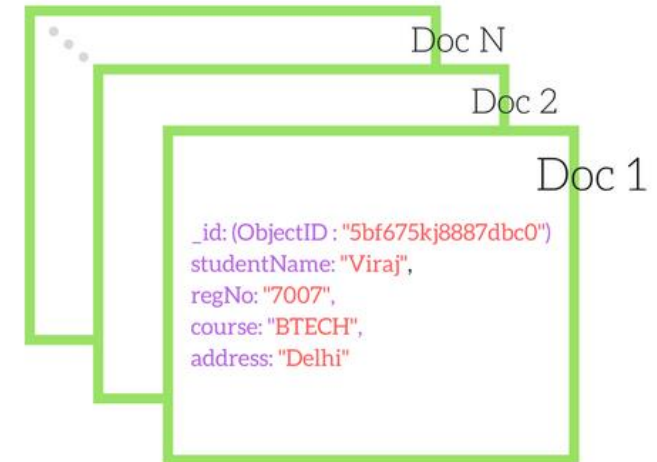 Doc N
Doc 2
Doc 1
_id: (ObjectID : "5bf675kj8887dbc0")
studentName: "Viraj",
regNo: "7007",
course: "BTECH",
address: "Delhi"